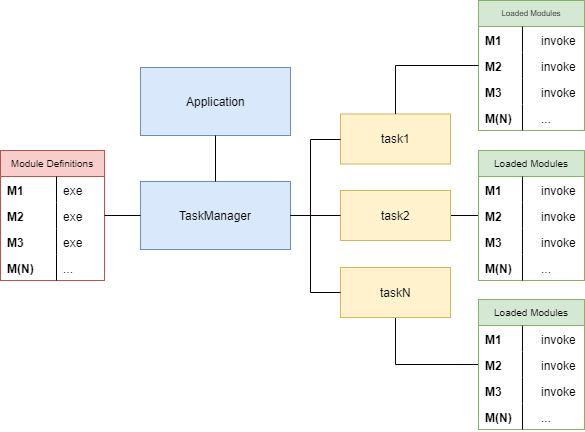 Loaded Modules
M1 invoke
M2 invoke
M3 invoke
M(N) ...
Application
task1
Module Definitions
M1 exe
M2 exe
M3 exe
M(N) ...
TaskManager
task2
Loaded Modules
M1 invoke
M2 invoke
M3 invoke
M(N) ...
taskN
Loaded Modules
M1 invoke
M2 invoke
M3 invoke
M(N) ...